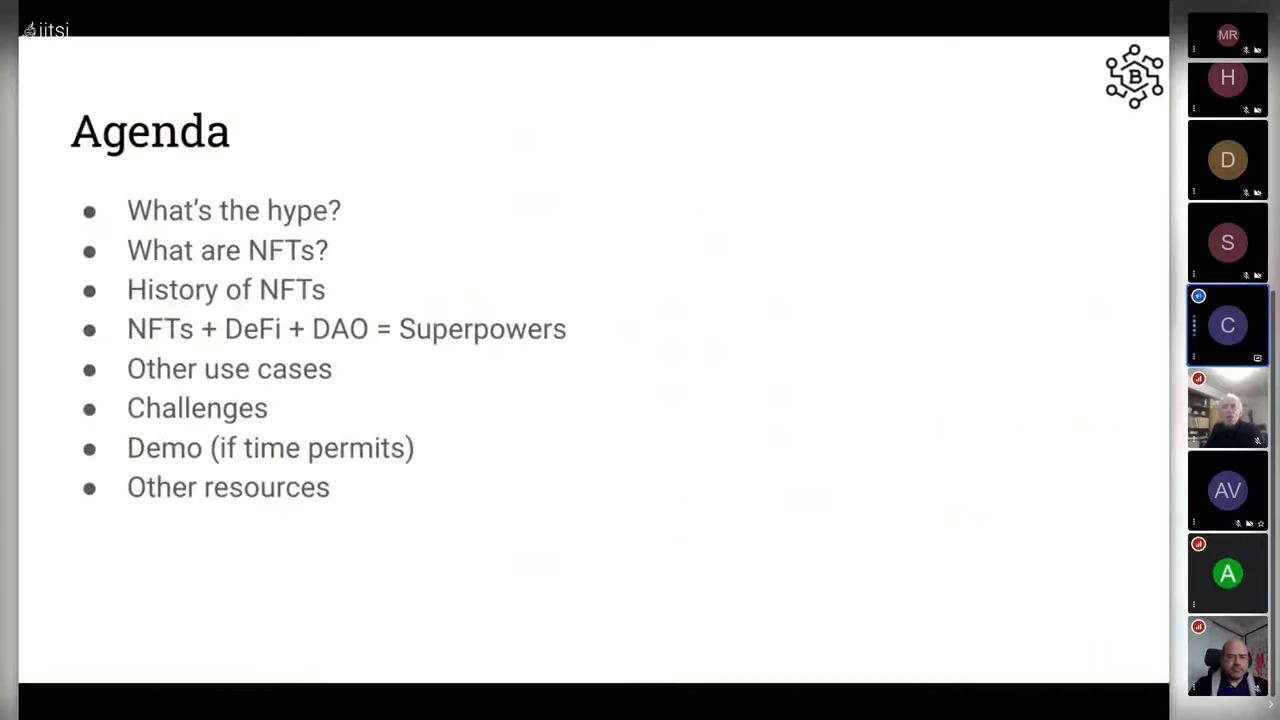 jitsi
B
Agenda
What's the hype?
What are NFTs?
History of NFTs
NFTs + DeFi + DAO = Superpowers
Other use cases
Challenges
Demo (if time permits)
Other resources
MR
H
D
S
C
AV
A